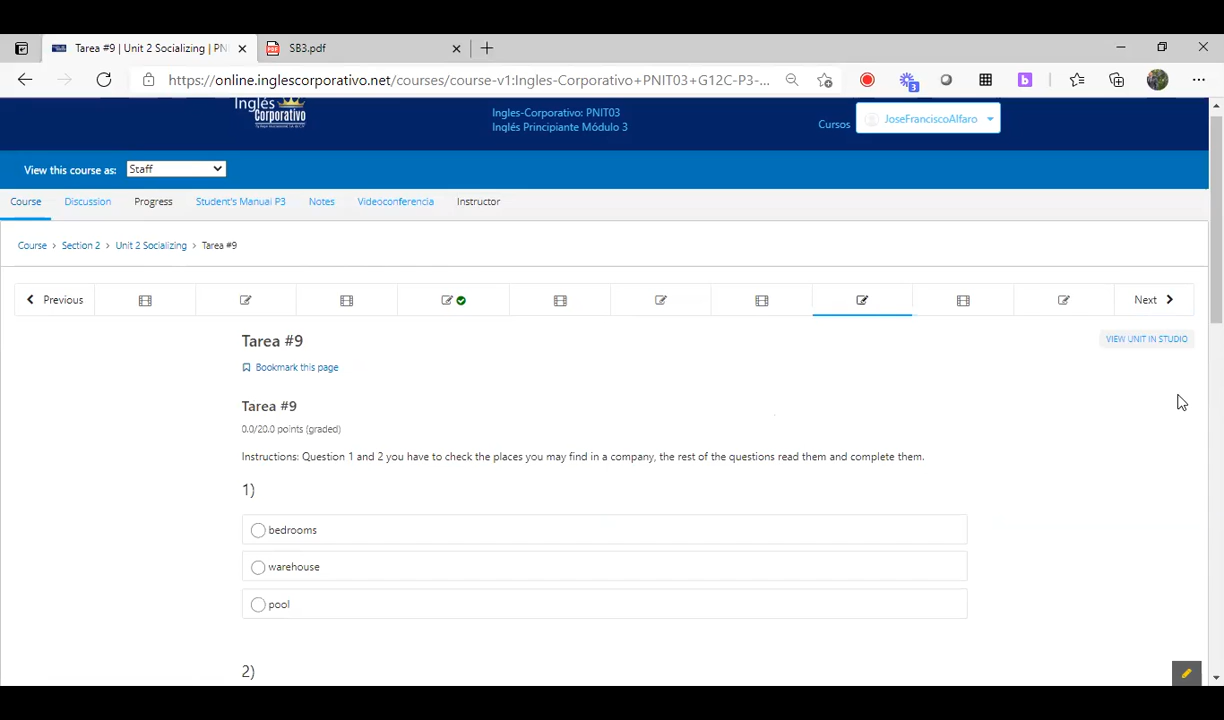 Tarea #9 | Unit 2 Socializing | PN
SB3.pdf
https://online.inglescorporativo.net/courses/course-v1:Ingles-Corporativo+PNIT03+G12C-P3-...
3
b
Inglés
Corporativo
Ingles-Corporativo: PNIT03
Inglés Principiante Módulo 3
Cursos
JoseFranciscoAlfaro
View this course as:
Staff
Course
Discussion
Progress
Student's Manual P3
Notes
Videoconferencia
Instructor
Course > Section 2 > Unit 2 Socializing > Tarea #9
Previous
Next
Tarea #9
VIEW UNIT IN STUDIO
Bookmark this page
Tarea #9
0.0/20.0 points (graded)
Instructions: Question 1 and 2 you have to check the places you may find in a company, the rest of the questions read them and complete them.
1)
bedrooms
warehouse
pool
2)